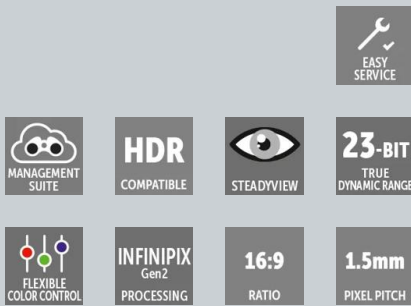 EASY
SERVICE
MANAGEMENT
SUITE
HDR
COMPATIBLE
STEADYVIEW
23-BIT
TRUE
DYNAMIC RANGE
FLEXIBLE
COLOR CONTROL
INFINIPIX
Gen2
PROCESSING
16:9
RATIO
1.5mm
PIXEL PITCH